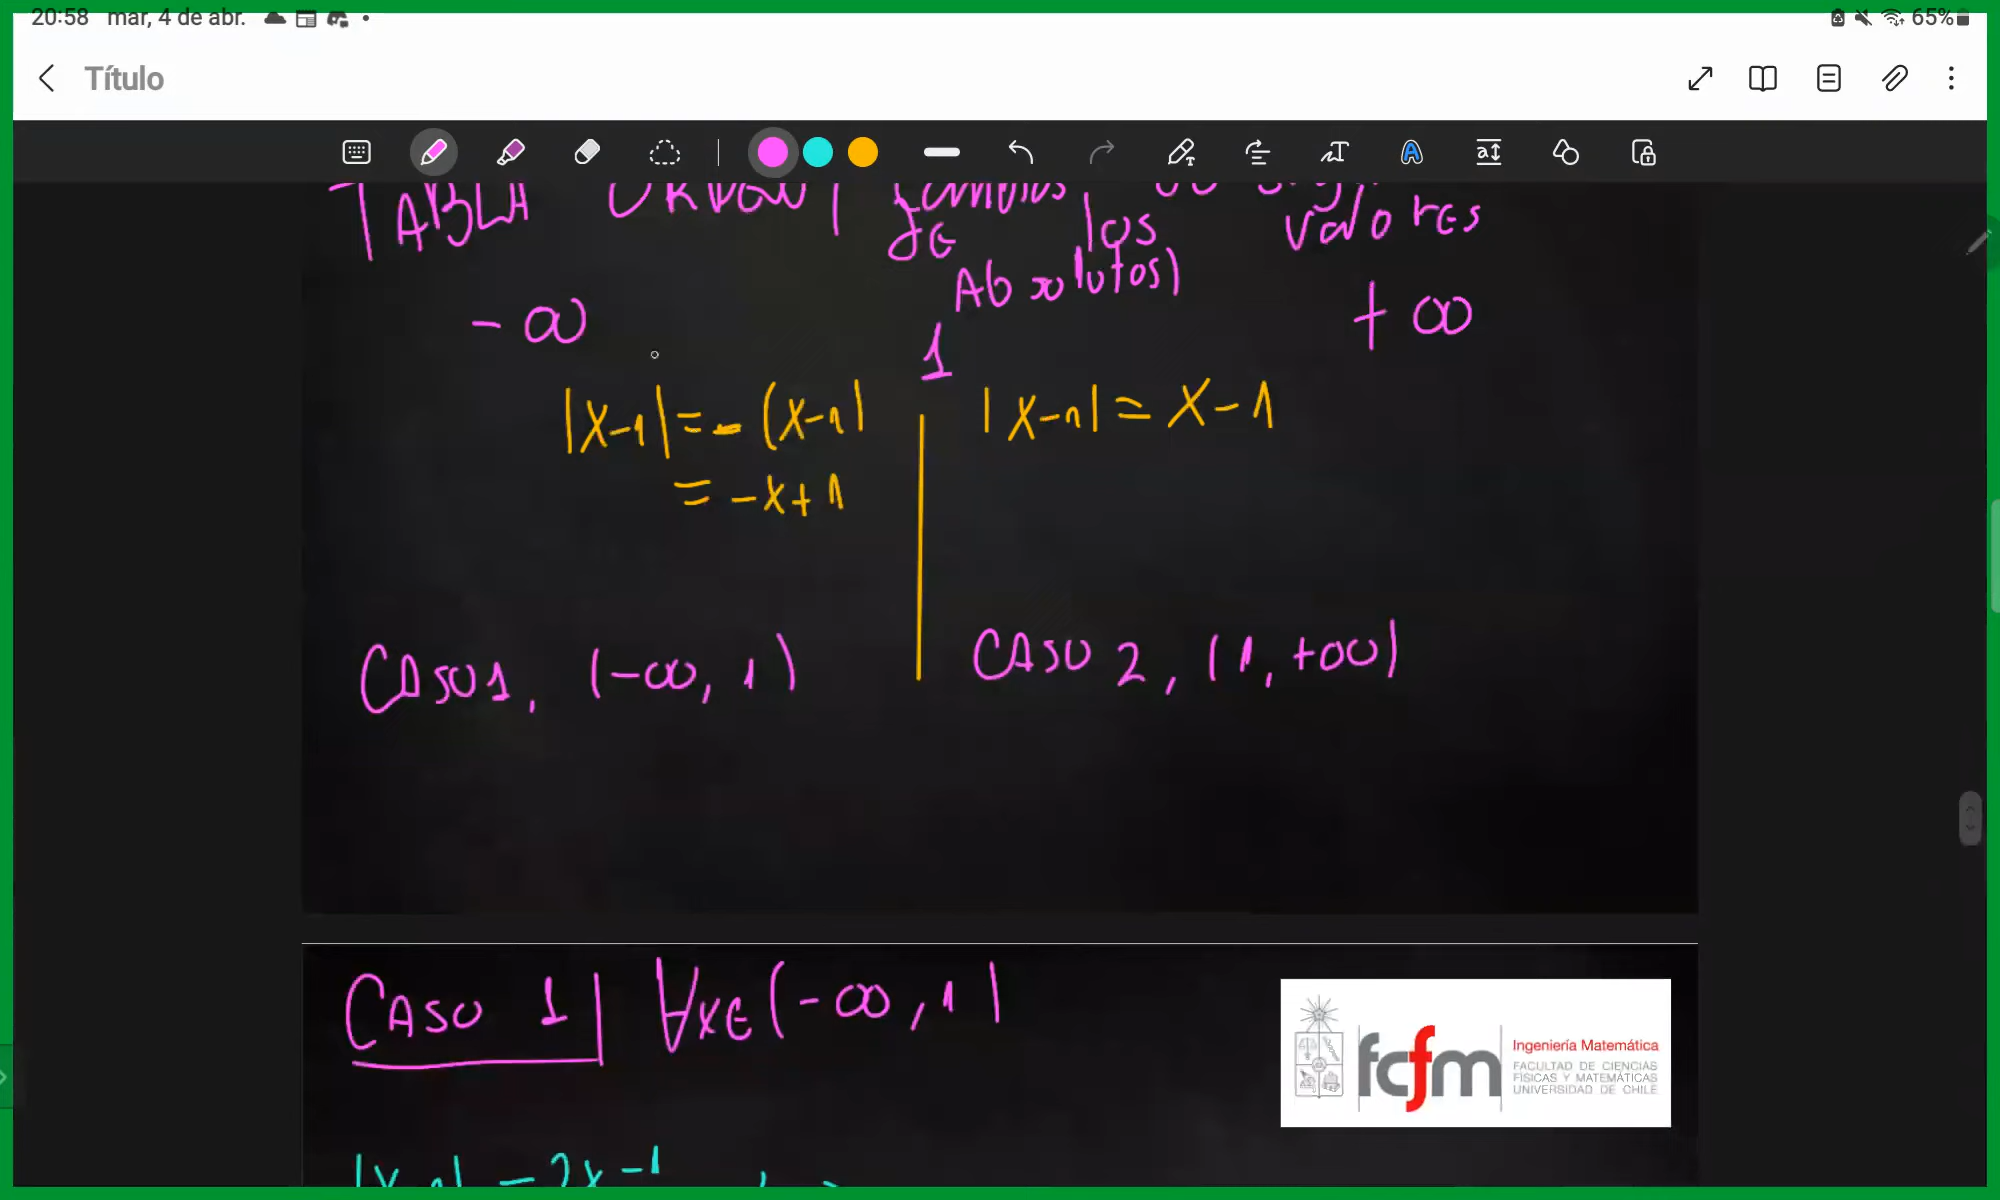 20:58 mar, 4 de abr. 65%
Título
TABLA
de los valores
Absolutos)
-∞ 1 +∞
|x-1|=-(x-1) |x-1|=x-1
= -x+1
CASO 1, (-∞, 1) CASO 2, (1, +∞)
CASO 1 ∀x∈(-∞, 1)
fcfm
Ingeniería Matemática
FACULTAD DE CIENCIAS
FÍSICAS Y MATEMÁTICAS
UNIVERSIDAD DE CHILE